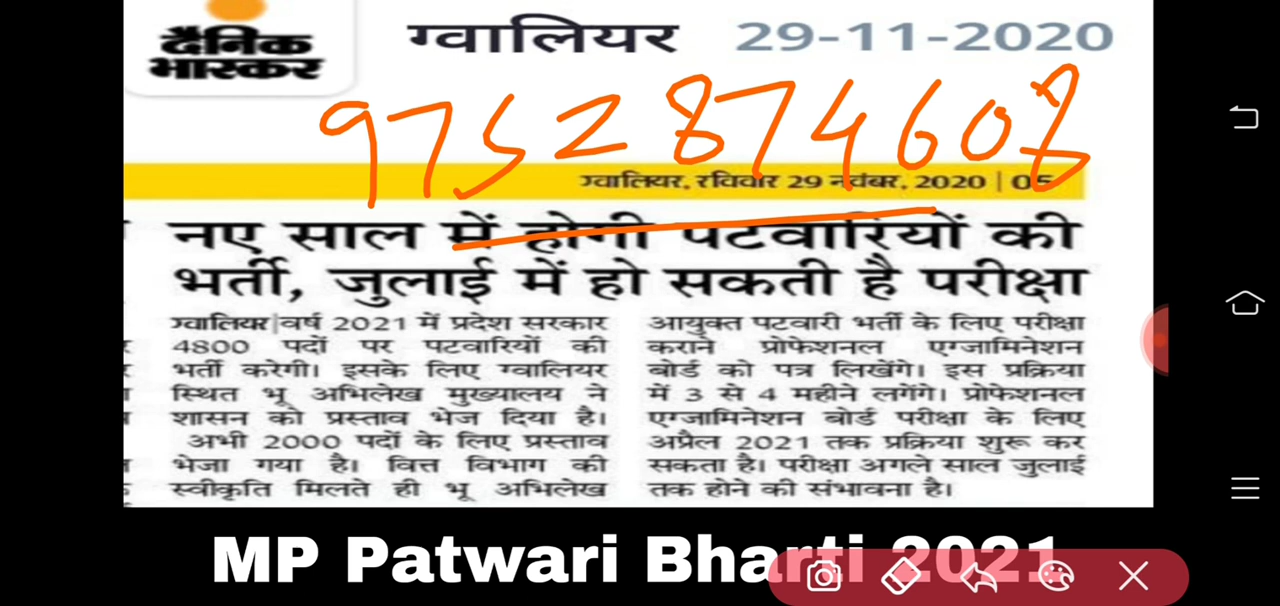 दैनिक
भास्कर
ग्वालियर 29-11-2020
9752874608
ग्वालियर, रविवार 29 नवंबर, 2020 | 05
नए साल में होगी पटवारियों की
भर्ती, जुलाई में हो सकती है परीक्षा
ग्वालियर|वर्ष 2021 में प्रदेश सरकार
4800 पदों पर पटवारियों की
भर्ती करेगी। इसके लिए ग्वालियर
स्थित भू अभिलेख मुख्यालय ने
शासन को प्रस्ताव भेज दिया है।
अभी 2000 पदों के लिए प्रस्ताव
भेजा गया है। वित्त विभाग की
स्वीकृति मिलते ही भू अभिलेख
आयुक्त पटवारी भर्ती के लिए परीक्षा
कराने प्रोफेशनल एग्जामिनेशन
बोर्ड को पत्र लिखेंगे। इस प्रक्रिया
में 3 से 4 महीने लगेंगे। प्रोफेशनल
एग्जामिनेशन बोर्ड परीक्षा के लिए
अप्रैल 2021 तक प्रक्रिया शुरू कर
सकता है। परीक्षा अगले साल जुलाई
तक होने की संभावना है।
MP Patwari Bharti 2021